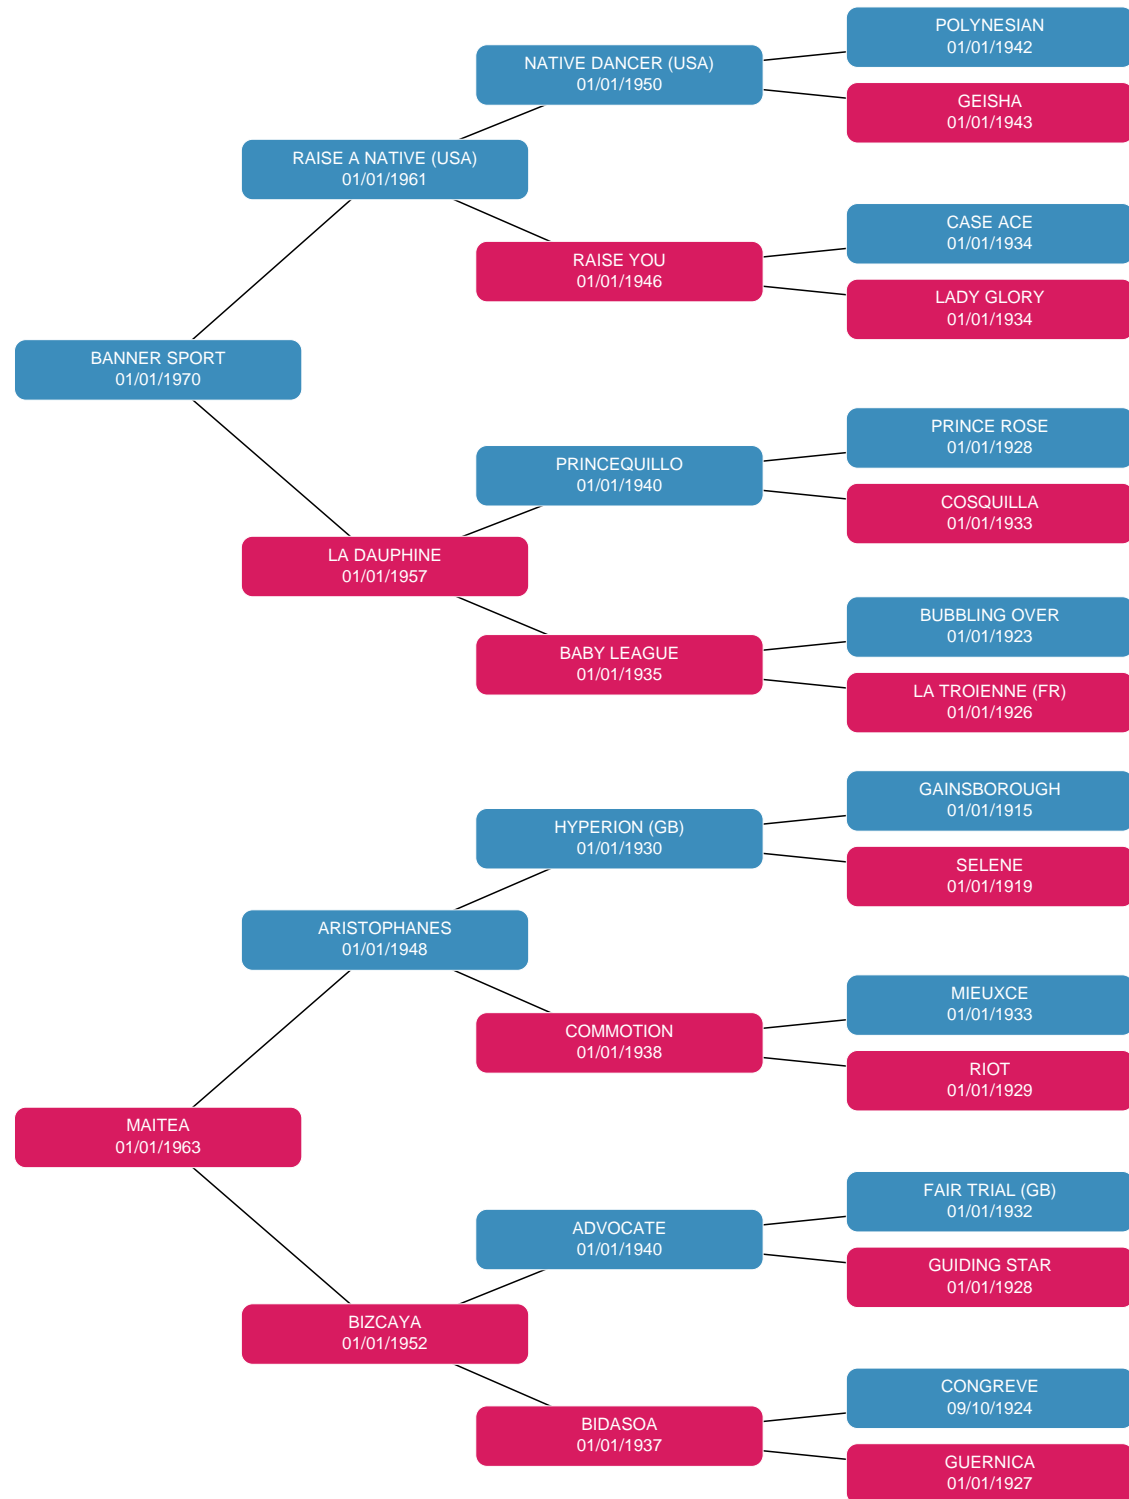 POLYNESIAN
01/01/1942
NATIVE DANCER (USA)
01/01/1950
GEISHA
01/01/1943
RAISE A NATIVE (USA)
01/01/1961
CASE ACE
01/01/1934
RAISE YOU
01/01/1946
LADY GLORY
01/01/1934
BANNER SPORT
01/01/1970
PRINCE ROSE
01/01/1928
PRINCEQUILLO
01/01/1940
COSQUILLA
01/01/1933
LA DAUPHINE
01/01/1957
BUBBLING OVER
01/01/1923
BABY LEAGUE
01/01/1935
LA TROIENNE (FR)
01/01/1926
GAINSBOROUGH
01/01/1915
HYPERION (GB)
01/01/1930
SELENE
01/01/1919
ARISTOPHANES
01/01/1948
MIEUXCE
01/01/1933
COMMOTION
01/01/1938
RIOT
01/01/1929
MAITEA
01/01/1963
FAIR TRIAL (GB)
01/01/1932
ADVOCATE
01/01/1940
GUIDING STAR
01/01/1928
BIZCAYA
01/01/1952
CONGREVE
09/10/1924
BIDASOA
01/01/1937
GUERNICA
01/01/1927